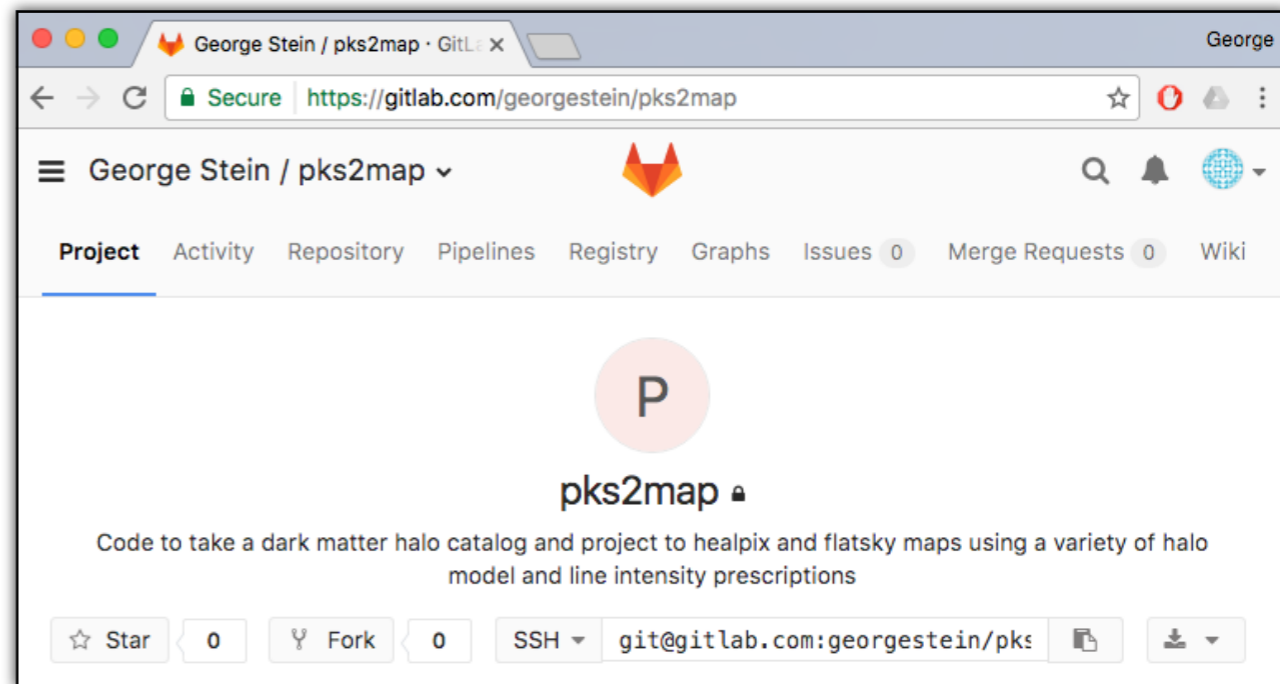 George Stein / pks2map · GitLa
George
Secure https://gitlab.com/georgestein/pks2map
George Stein / pks2map
Project Activity Repository Pipelines Registry Graphs Issues 0 Merge Requests 0 Wiki
P
pks2map
Code to take a dark matter halo catalog and project to healpix and flatsky maps using a variety of halo
model and line intensity prescriptions
Star 0 Fork 0 SSH git@gitlab.com:georgestein/pks